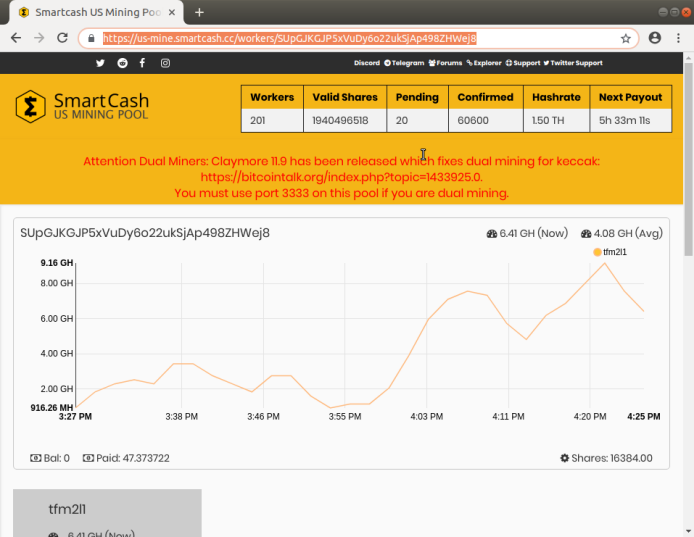 Smartcash US Mining Poo
https://us-mine.smartcash.cc/workers/SUpGJKGJP5xVuDy6o22ukSjAp498ZHWej8
Discord Telegram Forums Explorer Support Twitter Support
SmartCash
US MINING POOL
Workers Valid Shares Pending Confirmed Hashrate Next Payout
201 1940496518 20 60600 1.50 TH 5h 33m 11s
Attention Dual Miners: Claymore 11.9 has been released which fixes dual mining for keccak:
https://bitcointalk.org/index.php?topic=1433925.0.
You must use port 3333 on this pool if you are dual mining.
SUpGJKGJP5xVuDy6o22ukSjAp498ZHWej8 6.41 GH (Now) 4.08 GH (Avg)
tfm2l1
9.16 GH
8.00 GH
6.00 GH
4.00 GH
2.00 GH
916.26 MH
3:27 PM 3:38 PM 3:46 PM 3:55 PM 4:03 PM 4:11 PM 4:20 PM 4:25 PM
Bal: 0 Paid: 47.373722 Shares: 16384.00
tfm2l1
6.41 GH (Now)